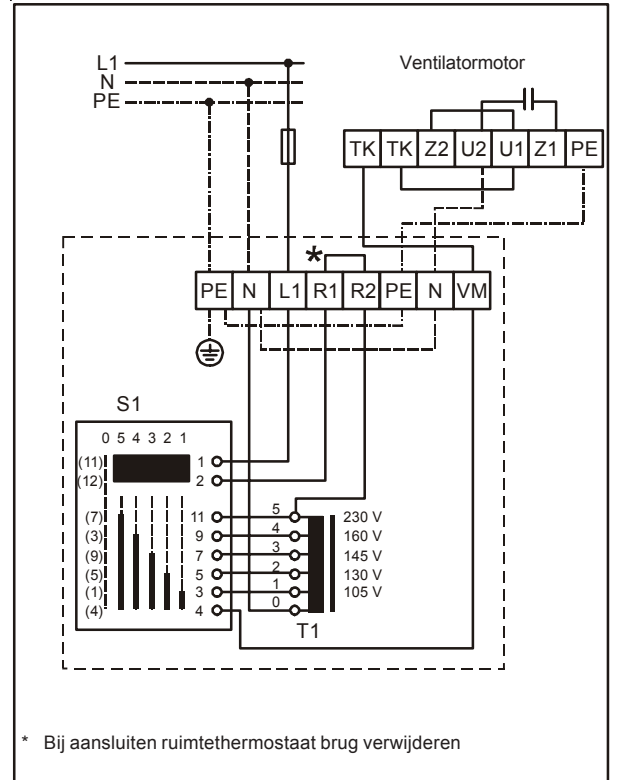 L1
N
PE
Ventilatormotor
TK TK Z2 U2 U1 Z1 PE
*
PE N L1 R1 R2 PE N VM
S1
0 5 4 3 2 1
(11) 1
(12) 2
(7) 11 5 230 V
(3) 9 4 160 V
(9) 7 3 145 V
(5) 5 2 130 V
(1) 3 1 105 V
(4) 4 0
T1
* Bij aansluiten ruimtethermostaat brug verwijderen